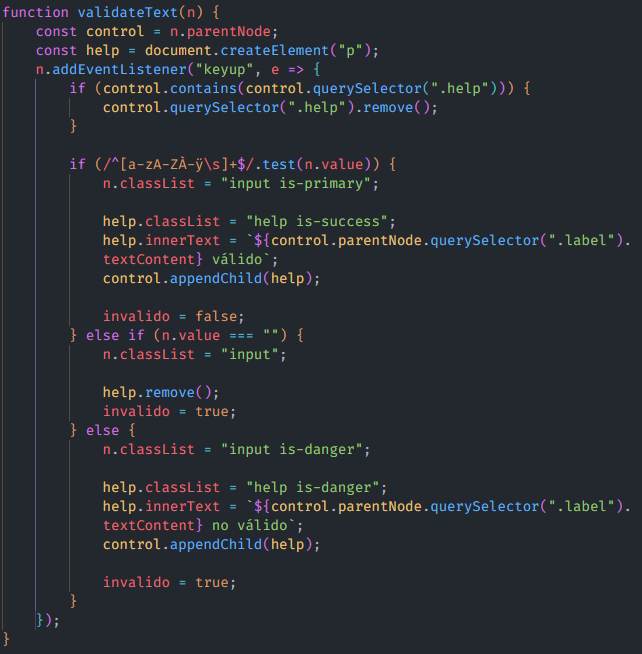 function validateText(n) {
    const control = n.parentNode;
    const help = document.createElement("p");
    n.addEventListener("keyup", e => {
        if (control.contains(control.querySelector(".help"))) {
            control.querySelector(".help").remove();
        }

        if (/^[a-zA-ZÀ-ÿ\s]+$/.test(n.value)) {
            n.classList = "input is-primary";

            help.classList = "help is-success";
            help.innerText = `${control.parentNode.querySelector(".label").
            textContent} válido`;
            control.appendChild(help);

            invalido = false;
        } else if (n.value === "") {
            n.classList = "input";

            help.remove();
            invalido = true;
        } else {
            n.classList = "input is-danger";

            help.classList = "help is-danger";
            help.innerText = `${control.parentNode.querySelector(".label").
            textContent} no válido`;
            control.appendChild(help);

            invalido = true;
        }
    });
}